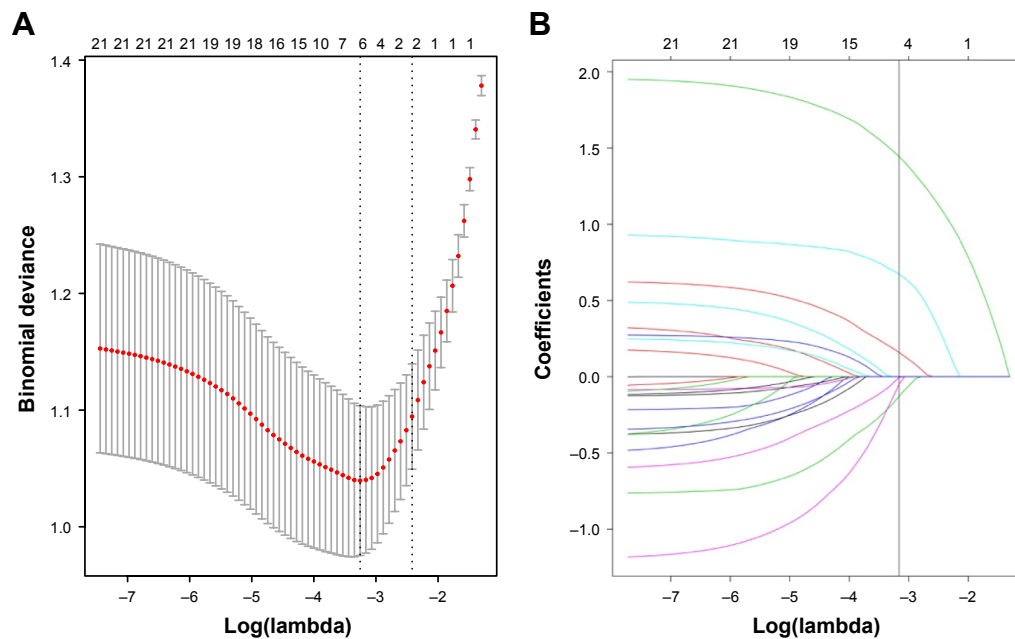 A
21 21 21 21 21 19 19 18 16 15 10 7 6 4 2 2 1 1 1
1.4
1.3
1.2
1.1
1.0
Binomial deviance
–7 –6 –5 –4 –3 –2
Log(lambda)
B
21 21 19 15 4 1
2.0
1.5
1.0
0.5
0.0
–0.5
–1.0
Coefficients
–7 –6 –5 –4 –3 –2
Log(lambda)